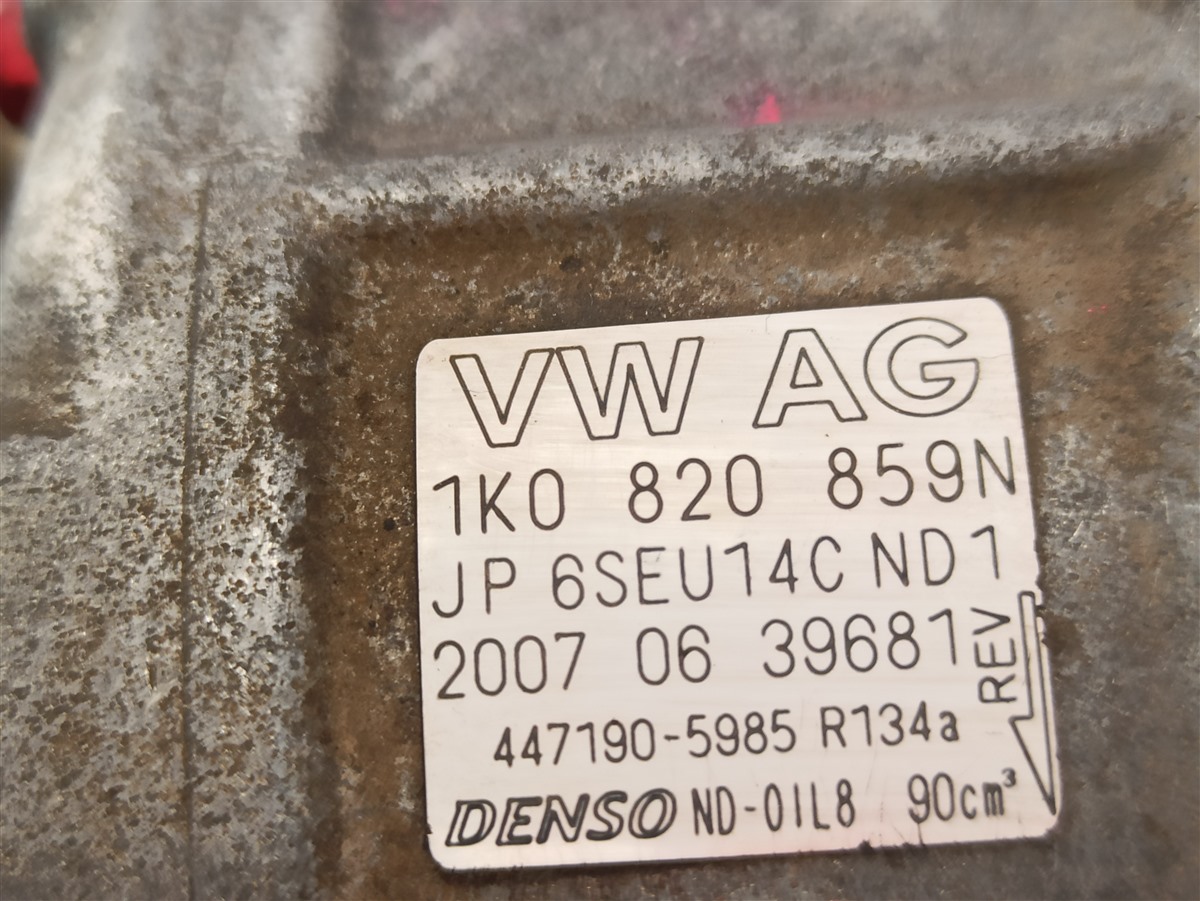 VW AG
1K0 820 859N
JP 6SEU14C ND1
2007 06 39681
REV
447190-5985 R134a
DENSO ND-OIL8 90cm³